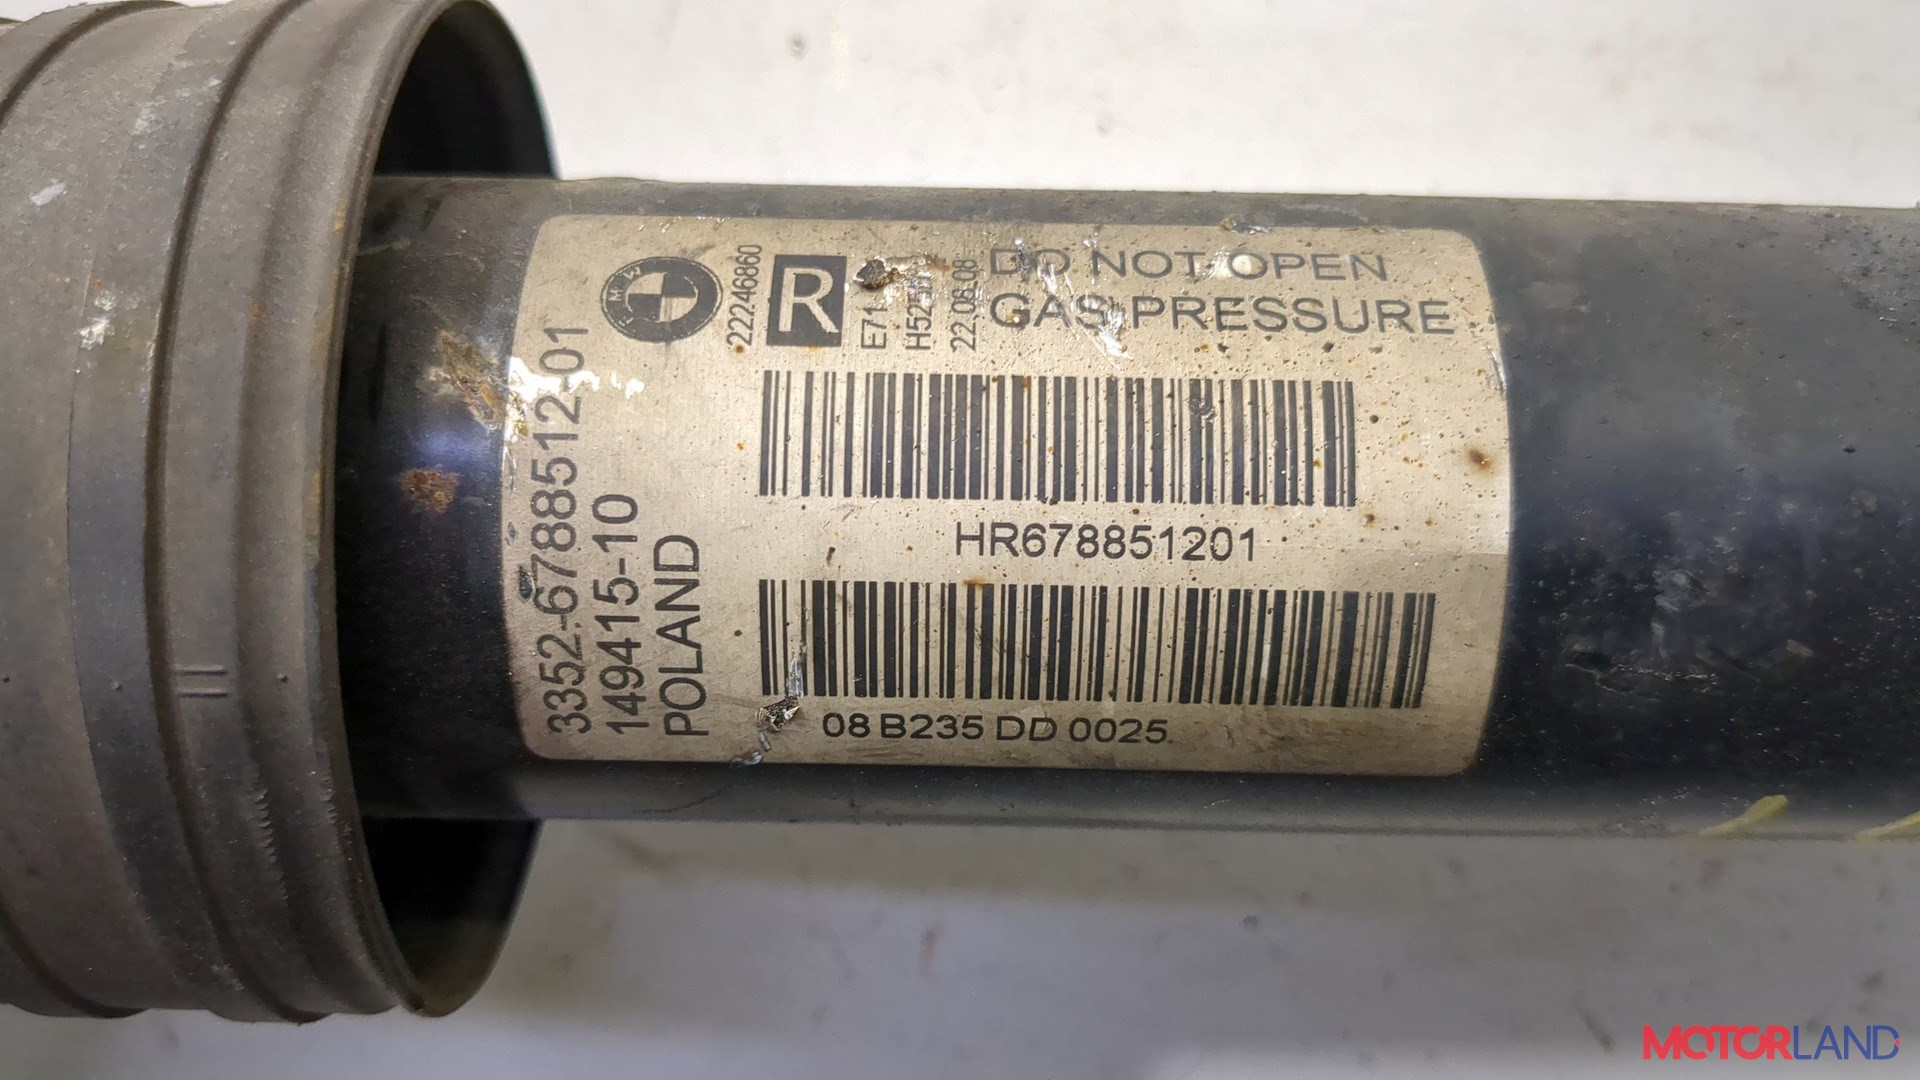 BMW
22246860
R
E71
22.08.08
DO NOT OPEN
GAS PRESSURE
3352-6788512-01
149415-10
POLAND
HR678851201
08 B235 DD 0025
MOTORLAND